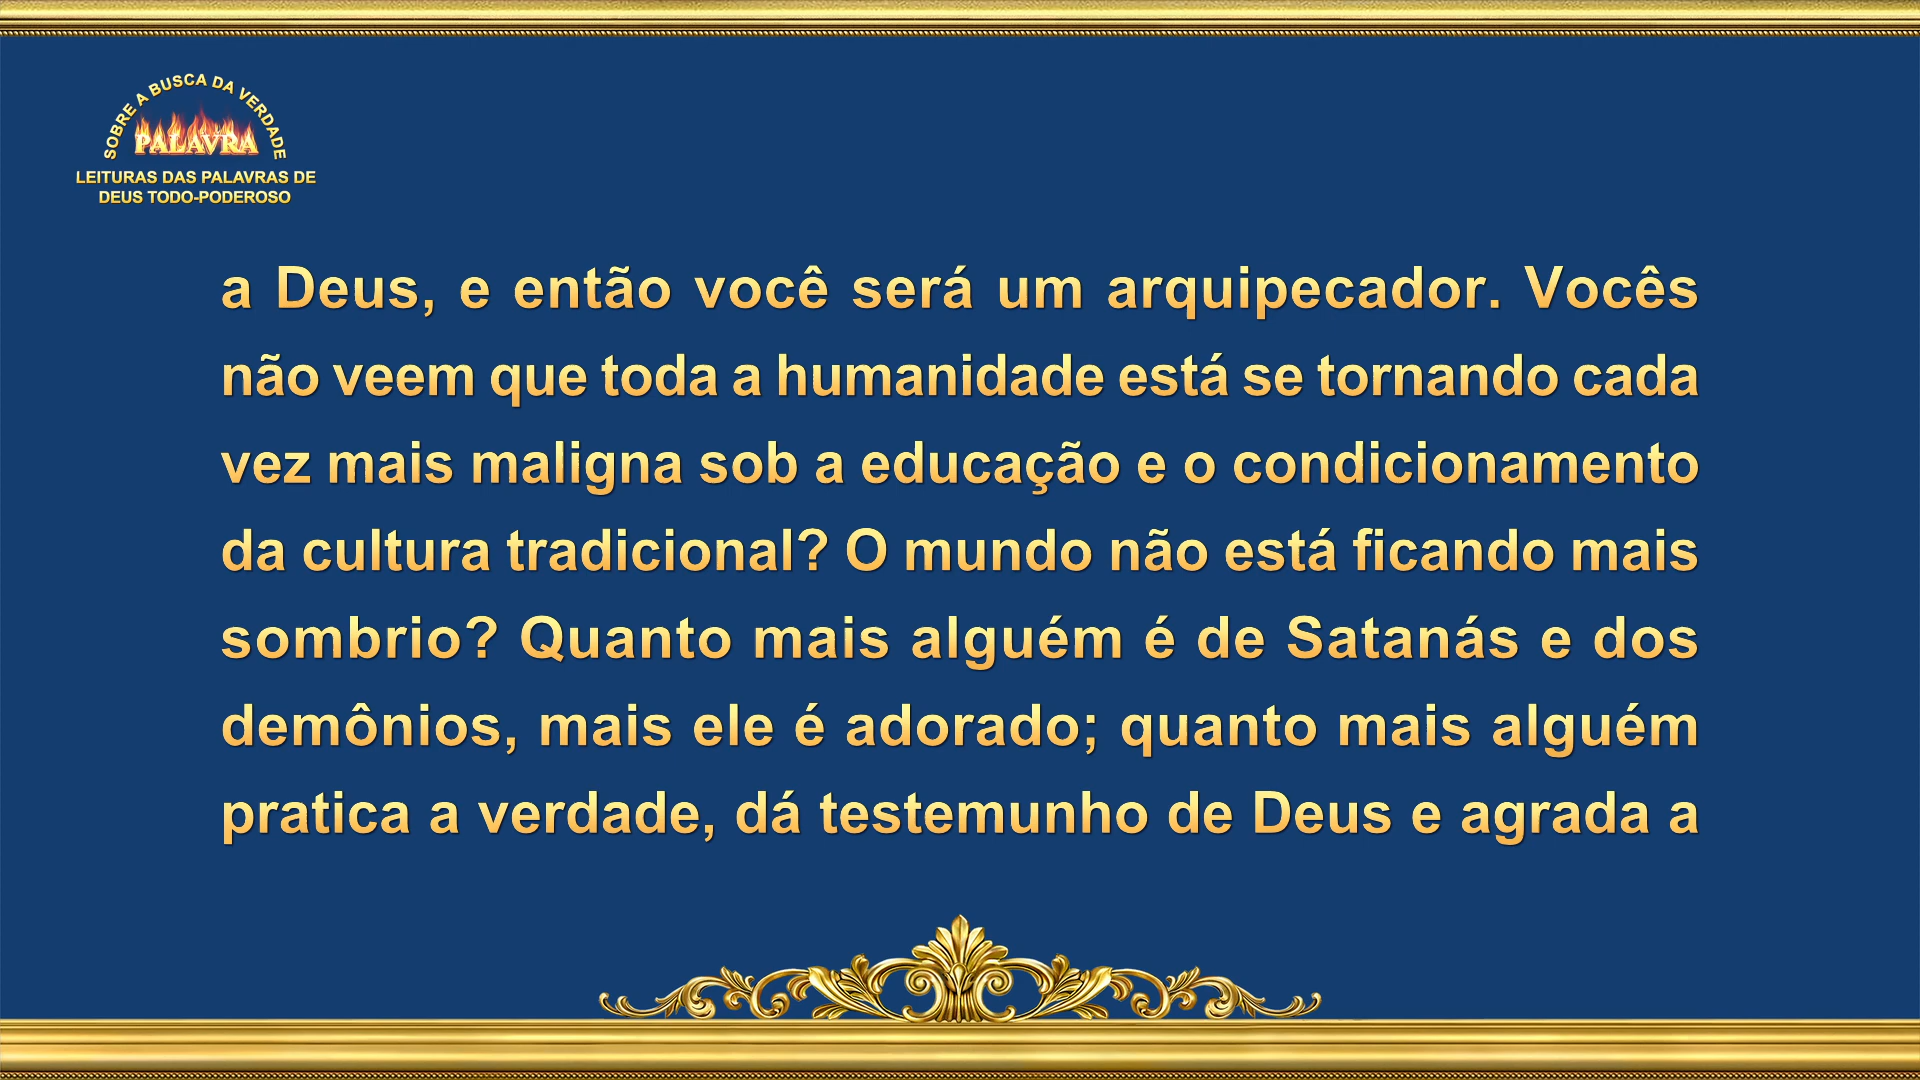 SOBRE A BUSCA DA VERDADE
PALAVRA
LEITURAS DAS PALAVRAS DE
DEUS TODO-PODEROSO
a Deus, e então você será um arquipecador. Vocês
não veem que toda a humanidade está se tornando cada
vez mais maligna sob a educação e o condicionamento
da cultura tradicional? O mundo não está ficando mais
sombrio? Quanto mais alguém é de Satanás e dos
demônios, mais ele é adorado; quanto mais alguém
pratica a verdade, dá testemunho de Deus e agrada a